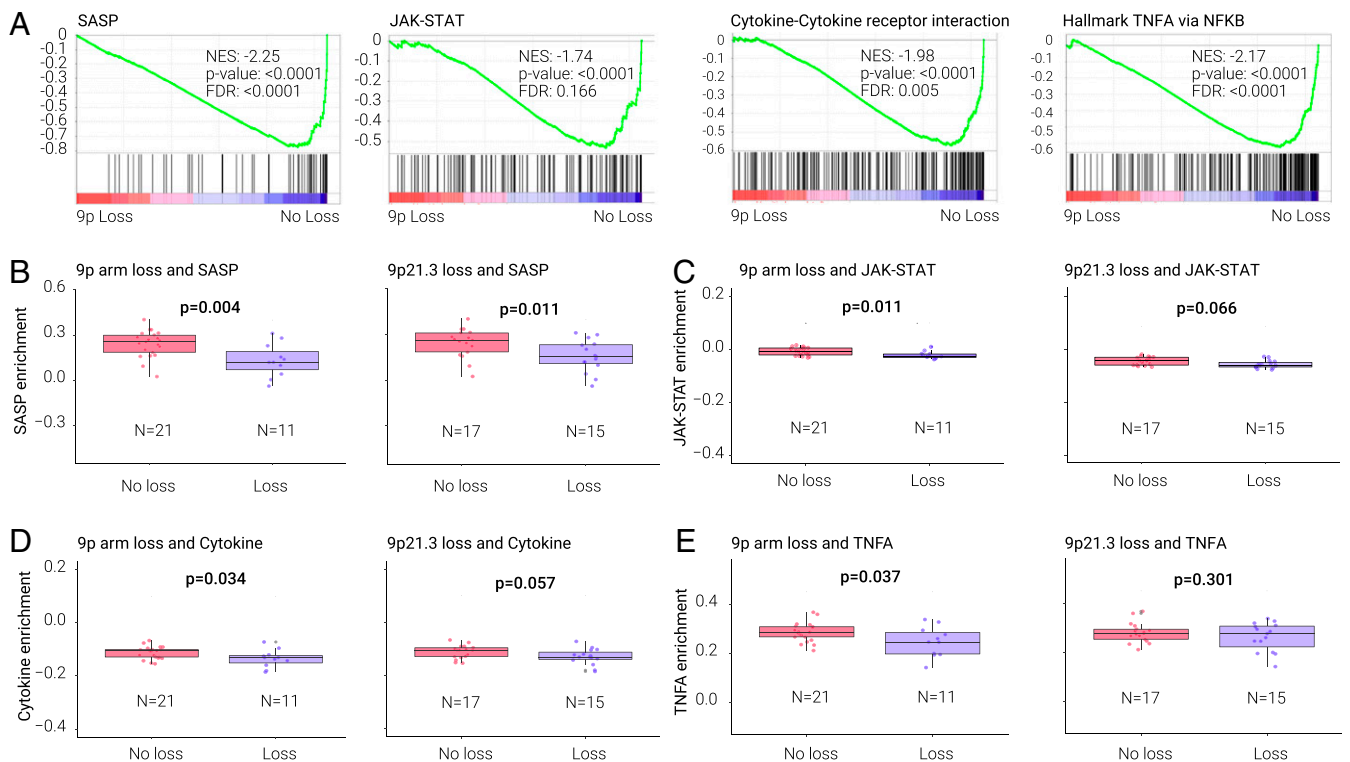 A
SASP
0
-0.1
-0.2
-0.3
-0.4
-0.5
-0.6
-0.7
-0.8
NES: -2.25
p-value: <0.0001
FDR: <0.0001
9p Loss No Loss
JAK-STAT
0
-0.1
-0.2
-0.3
-0.4
-0.5
NES: -1.74
p-value: <0.0001
FDR: 0.166
9p Loss No Loss
Cytokine-Cytokine receptor interaction
0
-0.1
-0.2
-0.3
-0.4
-0.5
-0.6
NES: -1.98
p-value: <0.0001
FDR: 0.005
9p Loss No Loss
Hallmark TNFA via NFKB
0
-0.1
-0.2
-0.3
-0.4
-0.5
-0.6
NES: -2.17
p-value: <0.0001
FDR: <0.0001
9p Loss No Loss
B
9p arm loss and SASP
SASP enrichment
0.6
0.3
0.0
−0.3
p=0.004
N=21 N=11
No loss Loss
9p21.3 loss and SASP
p=0.011
N=17 N=15
No loss Loss
C
9p arm loss and JAK-STAT
JAK-STAT enrichment
0.2
0.0
−0.2
−0.4
p=0.011
N=21 N=11
No loss Loss
9p21.3 loss and JAK-STAT
p=0.066
N=17 N=15
No loss Loss
D
9p arm loss and Cytokine
Cytokine enrichment
0.2
0.0
−0.2
−0.4
p=0.034
N=21 N=11
No loss Loss
9p21.3 loss and Cytokine
p=0.057
N=17 N=15
No loss Loss
E
9p arm loss and TNFA
TNFA enrichment
0.4
0.2
0.0
p=0.037
N=21 N=11
No loss Loss
9p21.3 loss and TNFA
p=0.301
N=17 N=15
No loss Loss